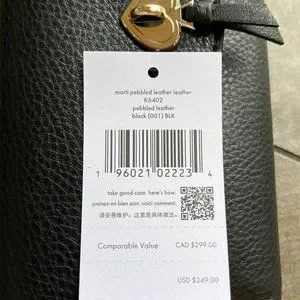 morti pebbled leather leather
K6402
pebbled leather
black (001) BLK
1 96021 02223 4
take good care. here's how.
prenez-en bien soin. voici comment.
请妥善维护，这里是具体做法
Comparable Value CAD $299.00
USD $249.00